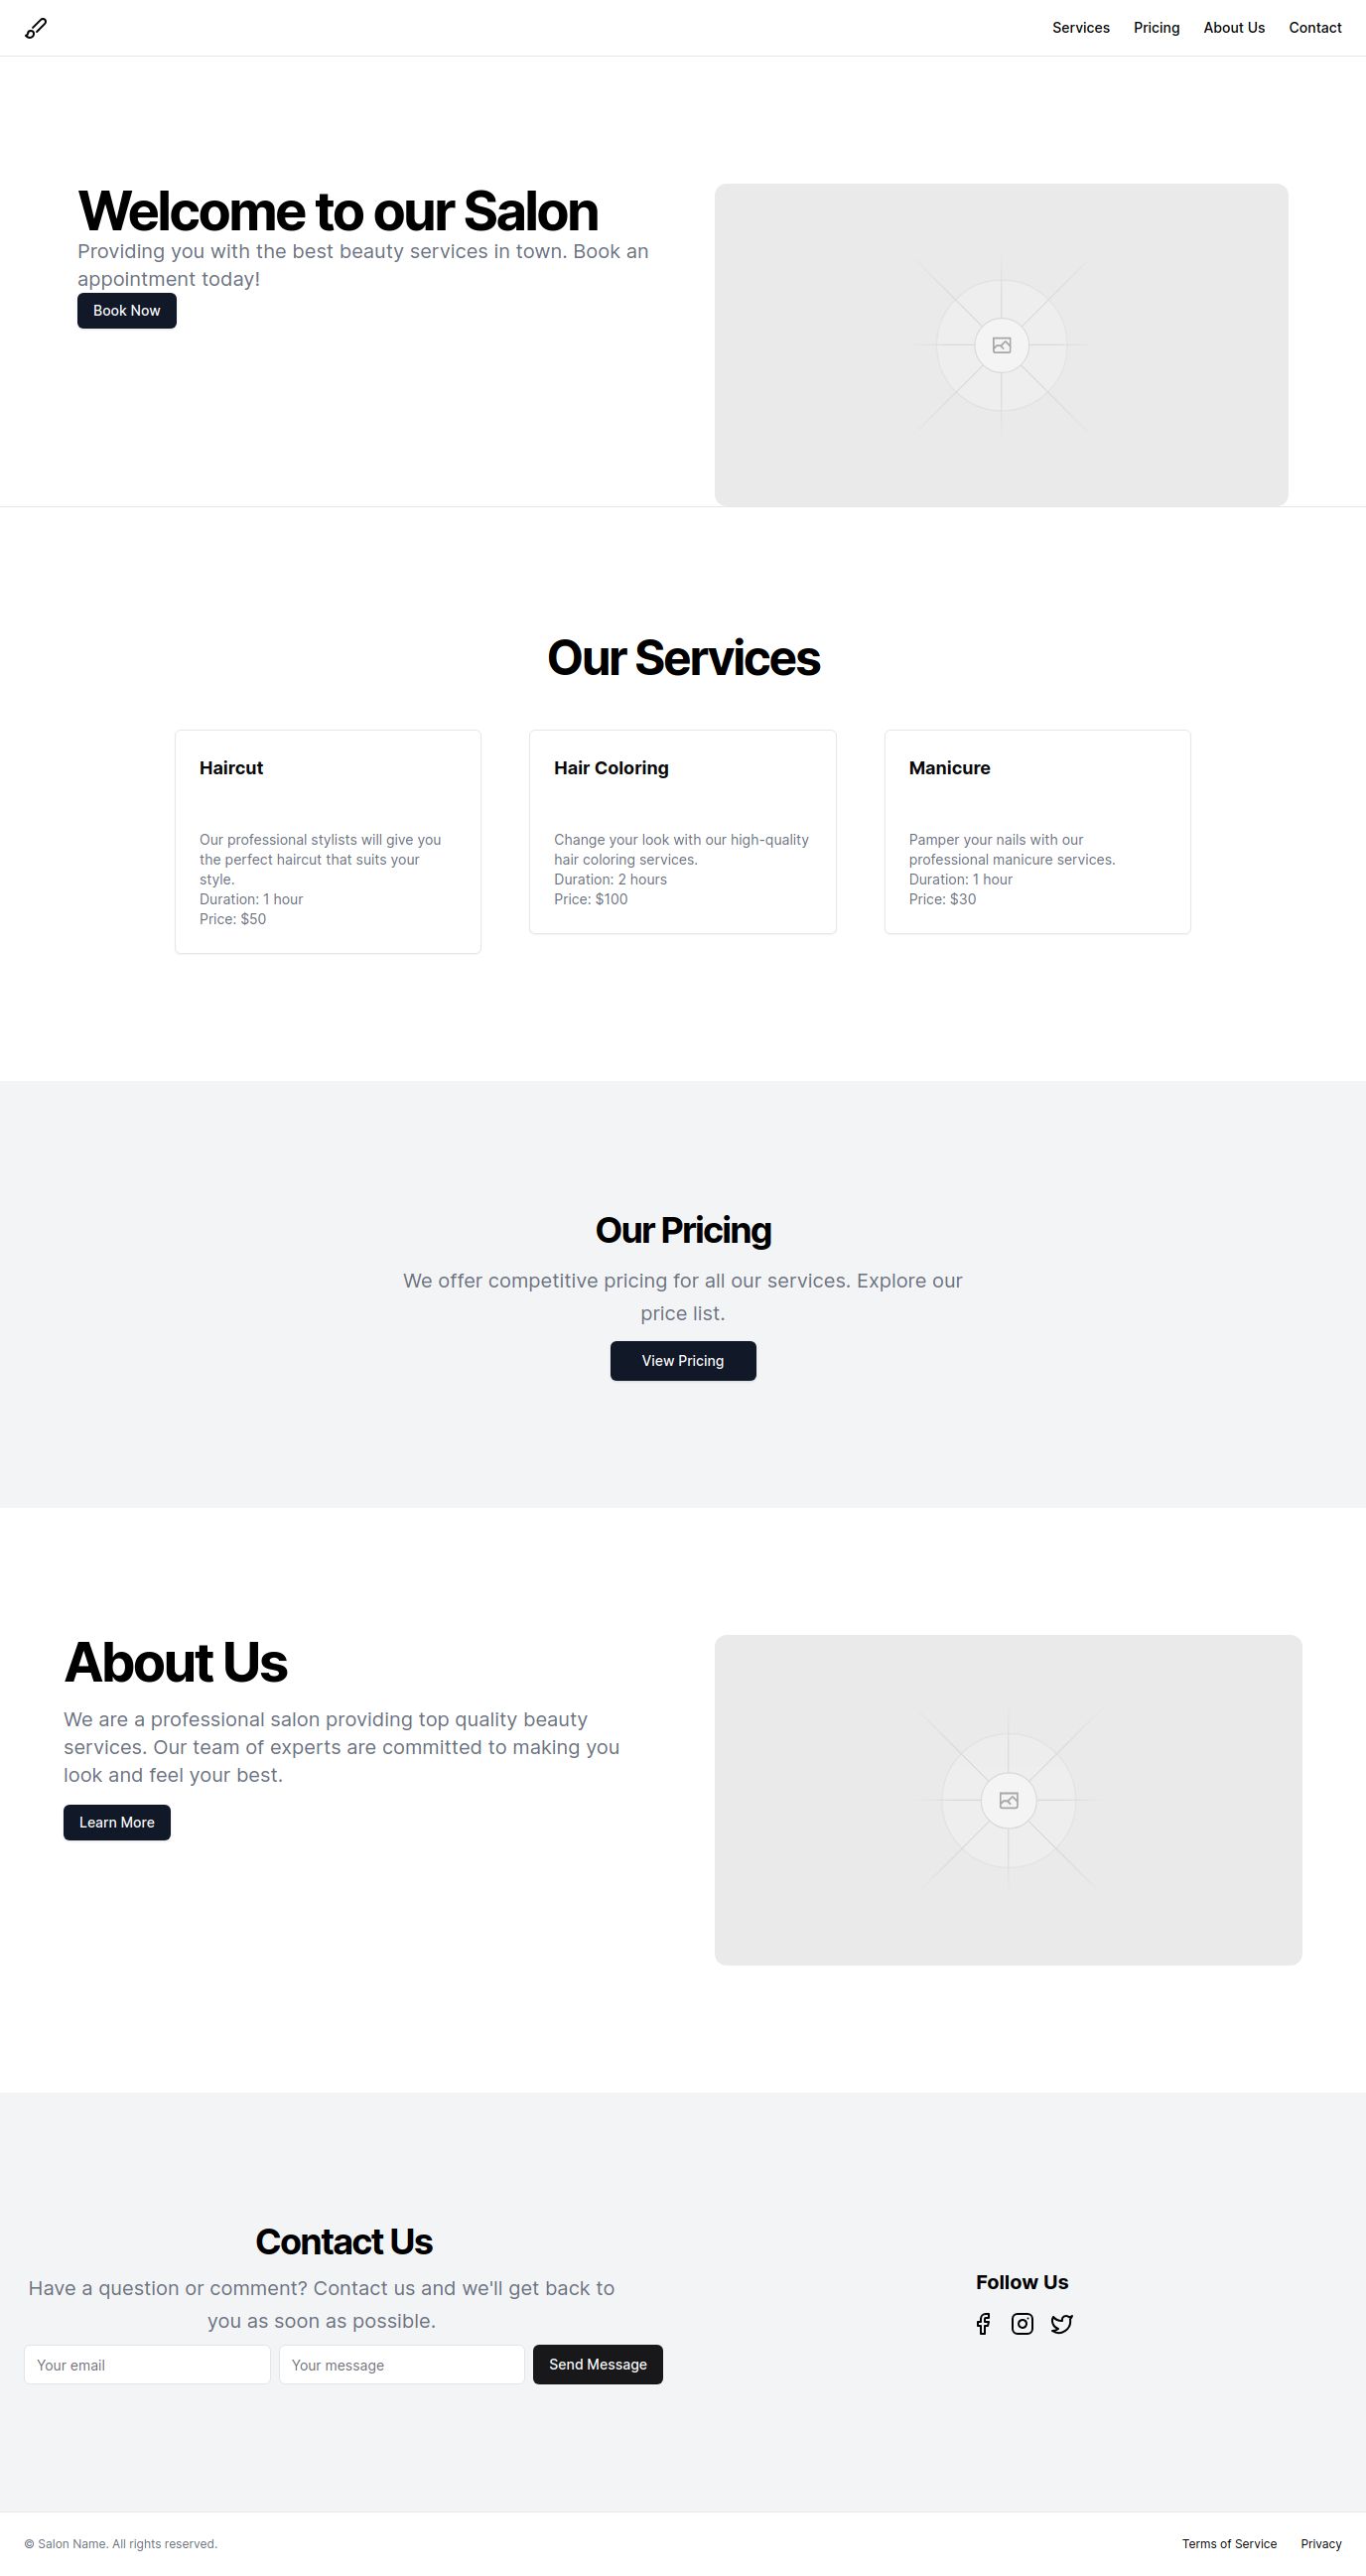 Services Pricing About Us Contact
Welcome to our Salon
Providing you with the best beauty services in town. Book an
appointment today!
Book Now
Our Services
Haircut
Our professional stylists will give you
the perfect haircut that suits your
style.
Duration: 1 hour
Price: $50
Hair Coloring
Change your look with our high-quality
hair coloring services.
Duration: 2 hours
Price: $100
Manicure
Pamper your nails with our
professional manicure services.
Duration: 1 hour
Price: $30
Our Pricing
We offer competitive pricing for all our services. Explore our
price list.
View Pricing
About Us
We are a professional salon providing top quality beauty
services. Our team of experts are committed to making you
look and feel your best.
Learn More
Contact Us
Have a question or comment? Contact us and we'll get back to
you as soon as possible.
Your email
Your message
Send Message
Follow Us
© Salon Name. All rights reserved.
Terms of Service Privacy